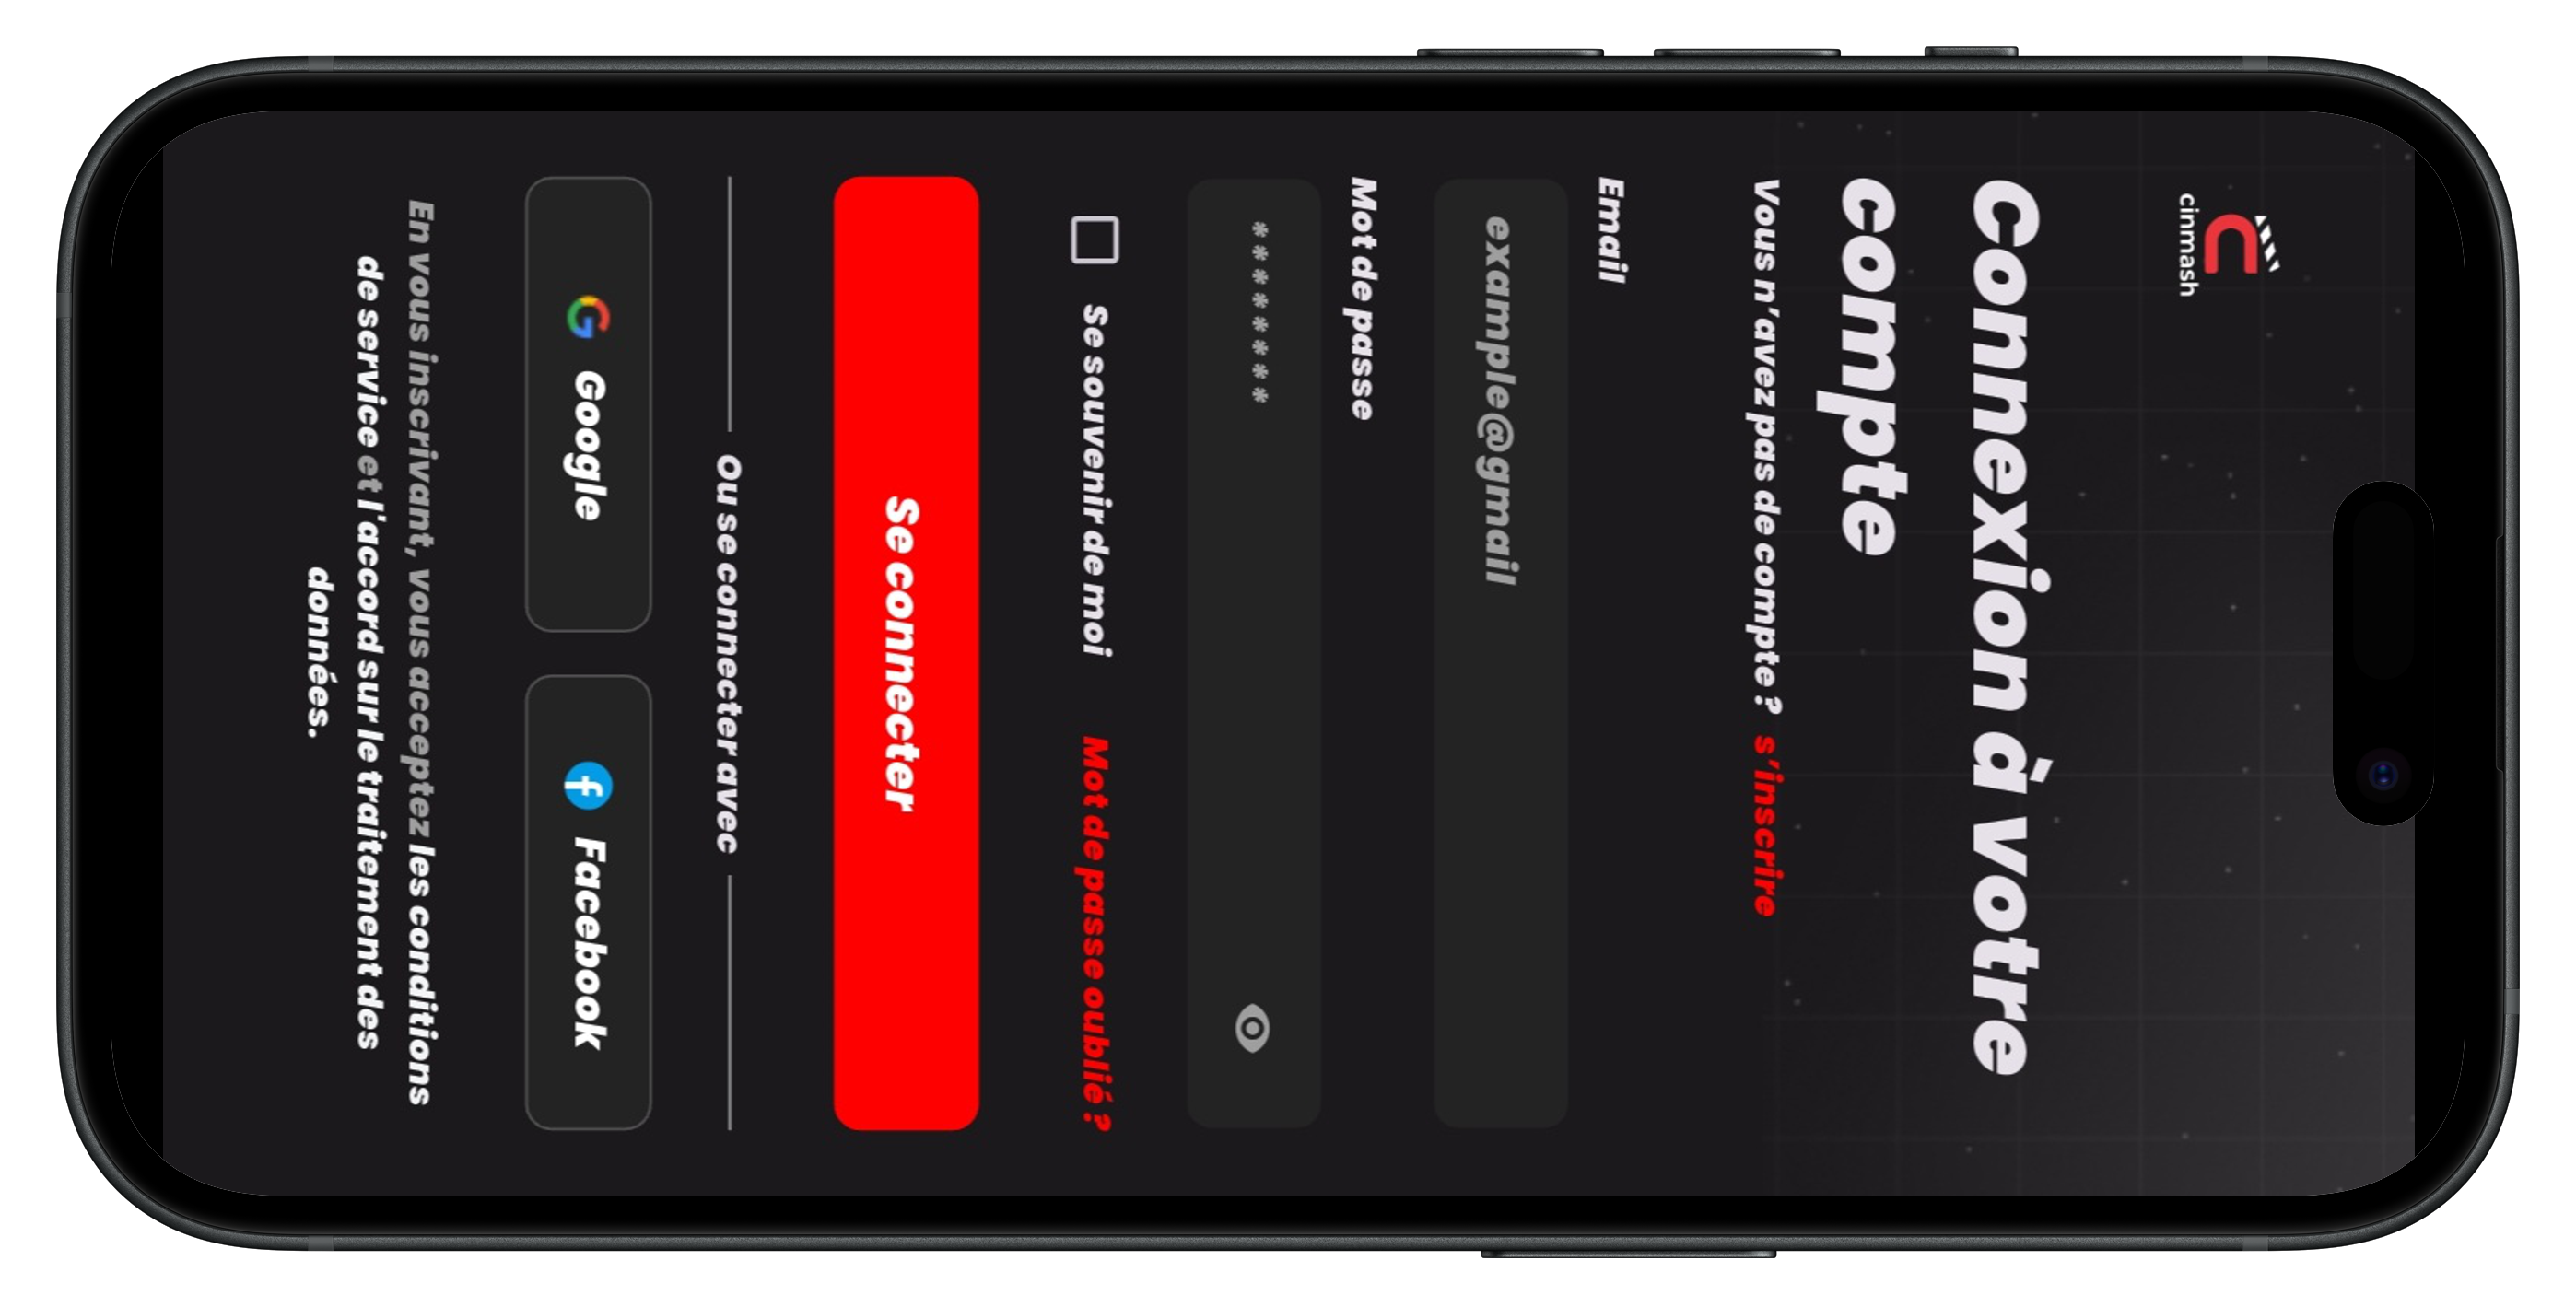 cinmash
Connexion à votre
compte
Vous n'avez pas de compte ? s'inscrire
Email
example@gmail
Mot de passe
********
Se souvenir de moi Mot de passe oublié ?
Se connecter
Ou se connecter avec
Google Facebook
En vous inscrivant, vous acceptez les conditions
de service et l'accord sur le traitement des
données.